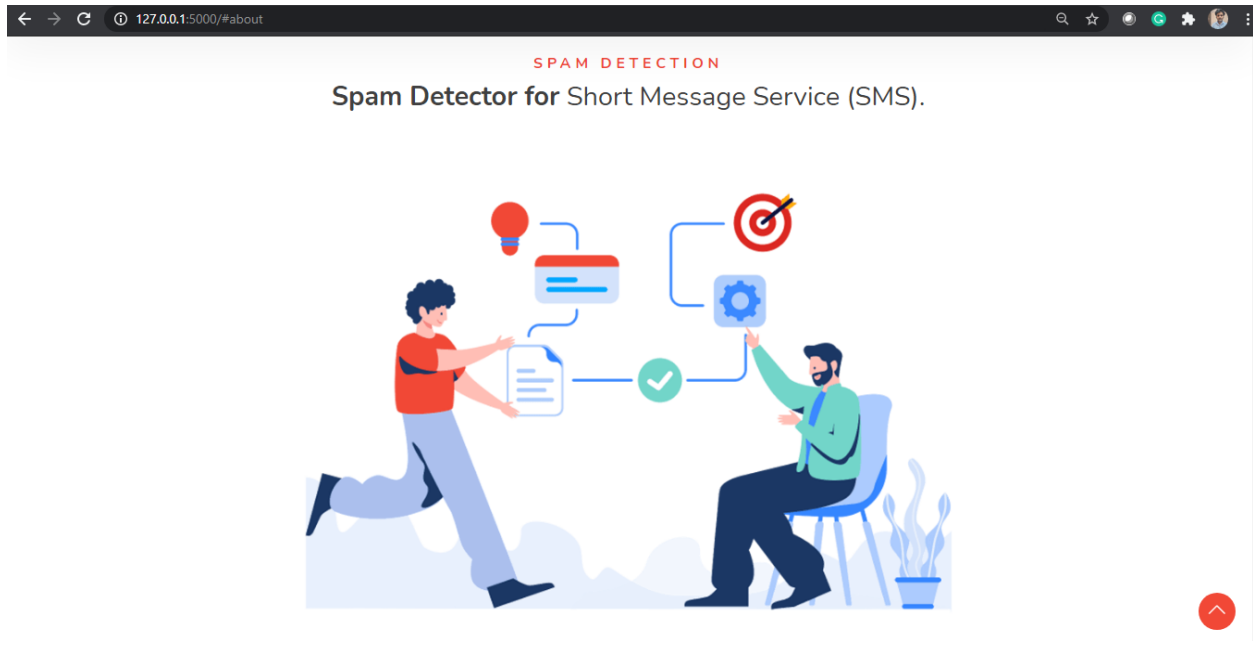 127.0.0.1:5000/#about
SPAM DETECTION
Spam Detector for Short Message Service (SMS).